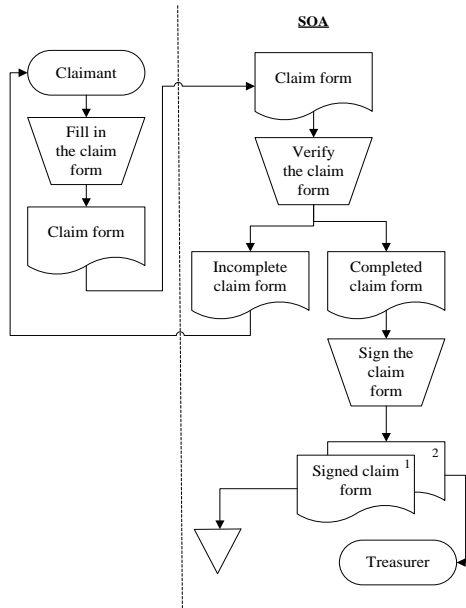 SOA
Claimant
Fill in
the claim
form
Claim form
Claim form
Verify
the claim
form
Incomplete
claim form
Completed
claim form
Sign the
claim
form
2
1
Signed claim
form
Treasurer